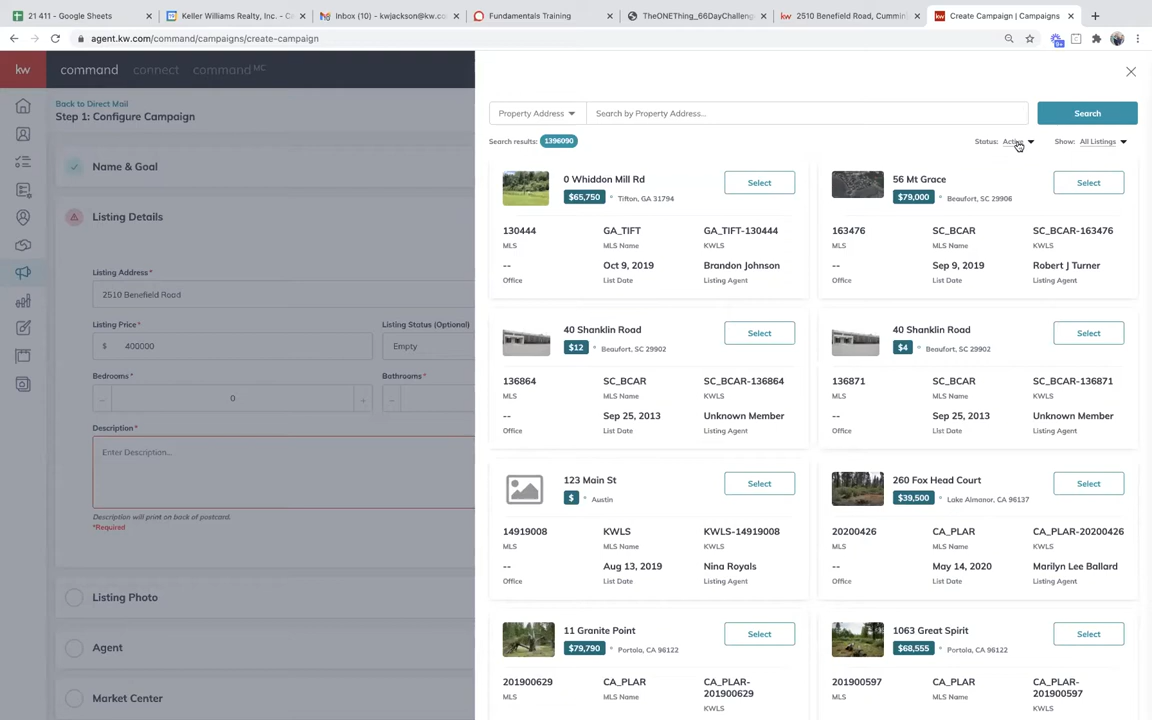 21 411 - Google Sheets
Keller Williams Realty, Inc. - Ca
Inbox (10) - kwjackson@kw.co
Fundamentals Training
TheONEThing_66DayChalleng
2510 Benefield Road, Cummin
Create Campaign | Campaigns
agent.kw.com/command/campaigns/create-campaign
kw command connect command MC
Back to Direct Mail
Step 1: Configure Campaign
Name & Goal
Listing Details
Listing Address*
2510 Benefield Road
Listing Price* Listing Status (Optional)
$ 400000 Empty
Bedrooms* Bathrooms*
- 0 + -
Description:*
Enter Description...
Description will print on back of postcard.
*Required
Listing Photo
Agent
Market Center
Property Address Search by Property Address... Search
Search results: 1396090 Status: Active Show: All Listings
0 Whiddon Mill Rd Select
$65,750 Tifton, GA 31794
130444 GA_TIFT GA_TIFT-130444
MLS MLS Name KWLS
-- Oct 9, 2019 Brandon Johnson
Office List Date Listing Agent
56 Mt Grace Select
$79,000 Beaufort, SC 29906
163476 SC_BCAR SC_BCAR-163476
MLS MLS Name KWLS
-- Sep 9, 2019 Robert J Turner
Office List Date Listing Agent
40 Shanklin Road Select
$12 Beaufort, SC 29902
136864 SC_BCAR SC_BCAR-136864
MLS MLS Name KWLS
-- Sep 25, 2013 Unknown Member
Office List Date Listing Agent
40 Shanklin Road Select
$4 Beaufort, SC 29902
136871 SC_BCAR SC_BCAR-136871
MLS MLS Name KWLS
-- Sep 25, 2013 Unknown Member
Office List Date Listing Agent
123 Main St Select
$ Austin
14919008 KWLS KWLS-14919008
MLS MLS Name KWLS
-- Aug 13, 2019 Nina Royals
Office List Date Listing Agent
260 Fox Head Court Select
$39,500 Lake Almanor, CA 96137
20200426 CA_PLAR CA_PLAR-20200426
MLS MLS Name KWLS
-- May 14, 2020 Marilyn Lee Ballard
Office List Date Listing Agent
11 Granite Point Select
$79,790 Portola, CA 96122
201900629 CA_PLAR CA_PLAR-
201900629
MLS MLS Name
KWLS
1063 Great Spirit Select
$68,555 Portola, CA 96122
201900597 CA_PLAR CA_PLAR-
201900597
MLS MLS Name
KWLS